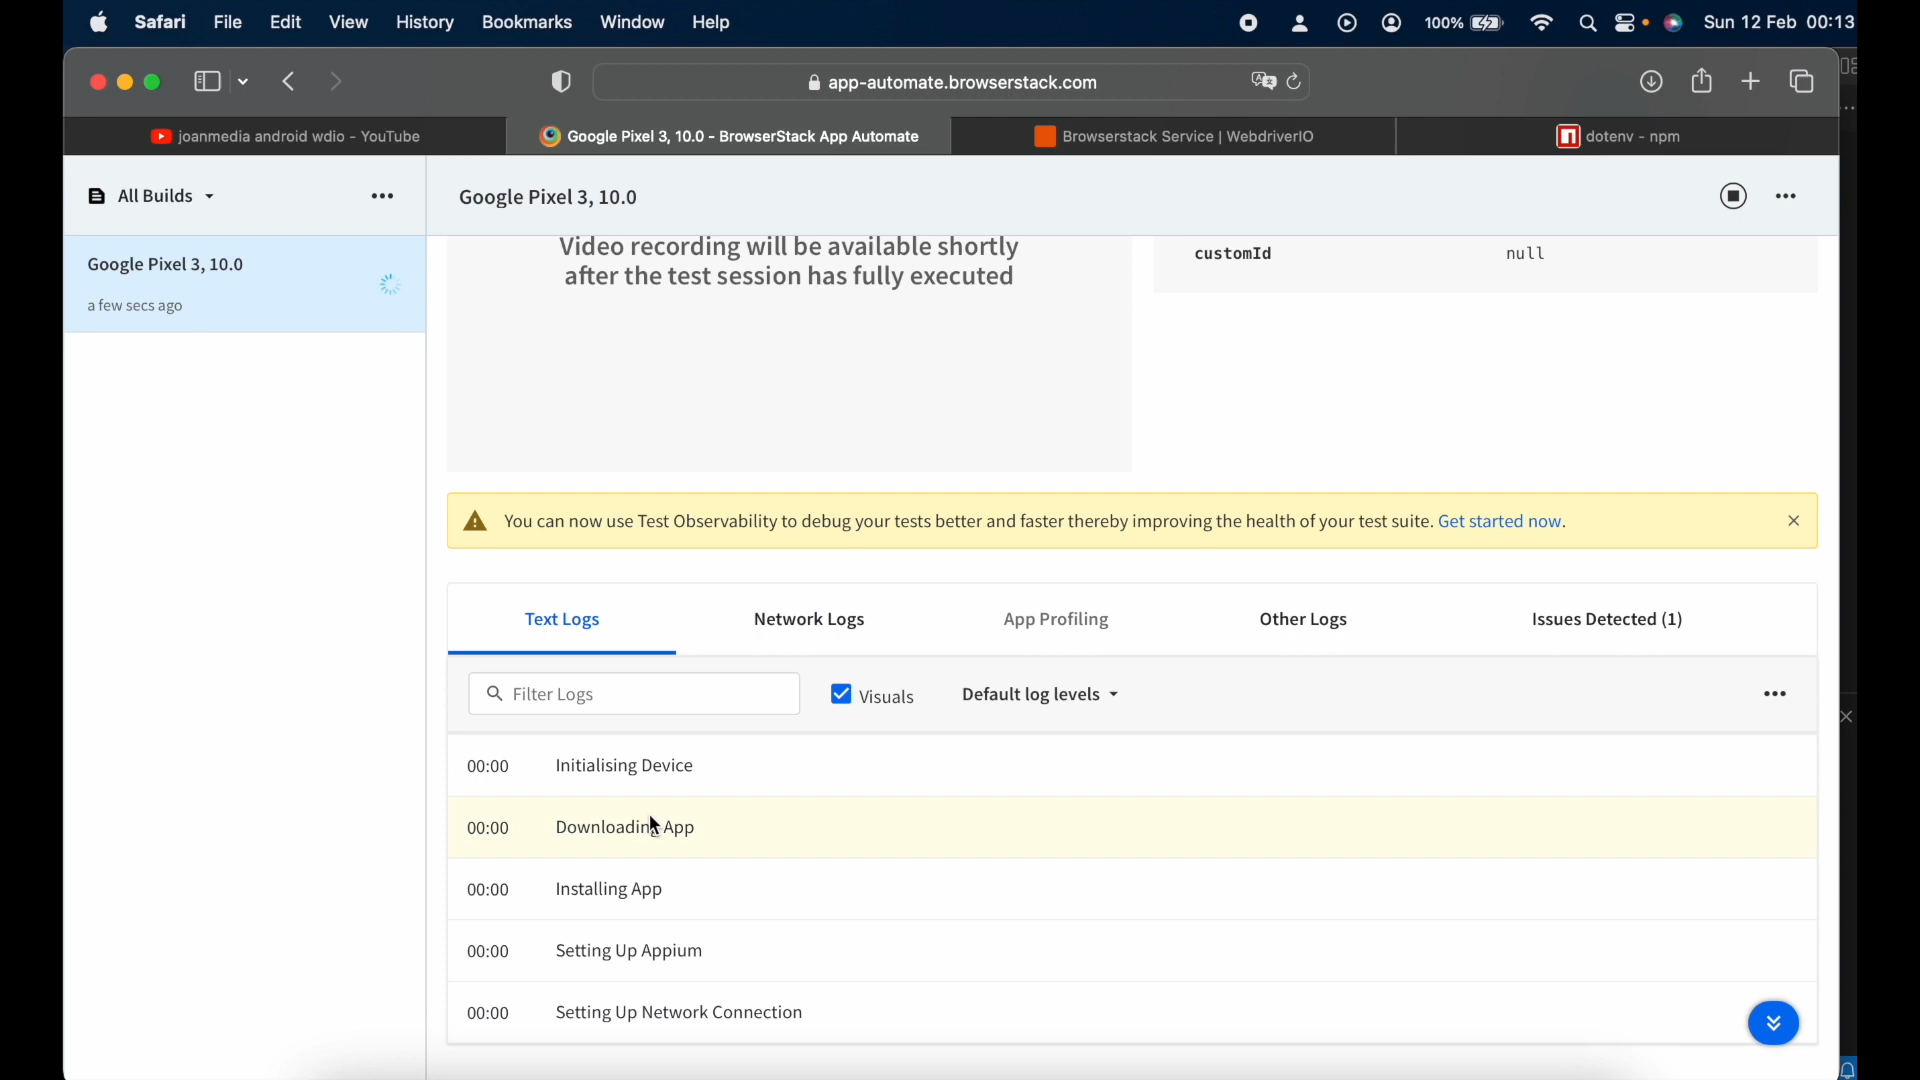 Safari File Edit View History Bookmarks Window Help 100% Sun 12 Feb 00:13
app-automate.browserstack.com
joanmedia android wdio - YouTube
Google Pixel 3, 10.0 - BrowserStack App Automate
Browserstack Service | WebdriverIO
dotenv - npm
All Builds
Google Pixel 3, 10.0
Google Pixel 3, 10.0
a few secs ago
Video recording will be available shortly
after the test session has fully executed
customId null
You can now use Test Observability to debug your tests better and faster thereby improving the health of your test suite. Get started now.
Text Logs Network Logs App Profiling Other Logs Issues Detected (1)
Filter Logs Visuals Default log levels
00:00 Initialising Device
00:00 Downloading App
00:00 Installing App
00:00 Setting Up Appium
00:00 Setting Up Network Connection